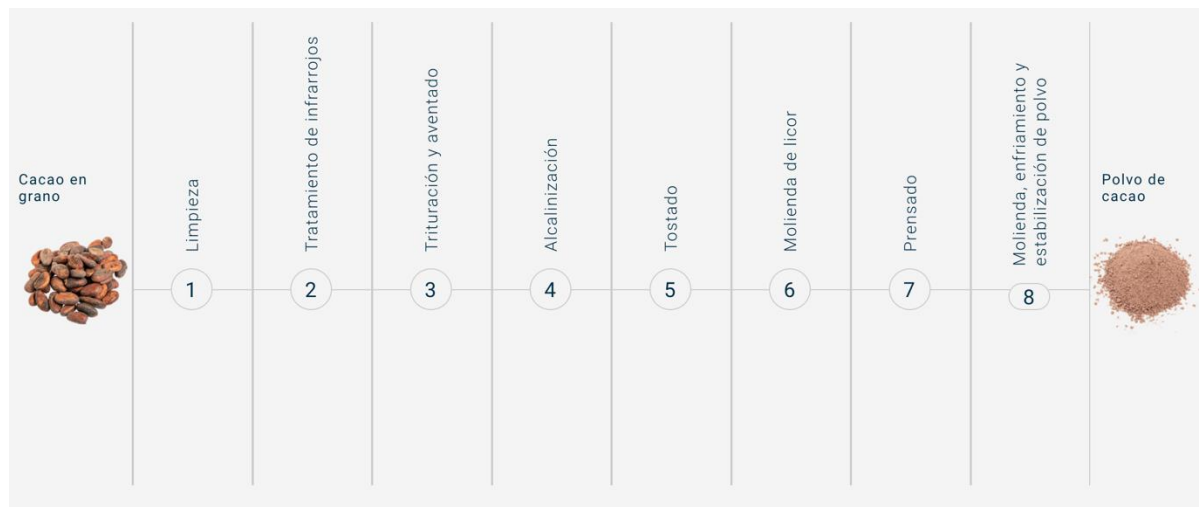 Cacao en
grano
Limpieza
1
Tratamiento de infrarrojos
2
Trituración y aventado
3
Alcalinización
4
Tostado
5
Molienda de licor
6
Prensado
7
Molienda, enfriamiento y
estabilización de polvo
8
Polvo de
cacao